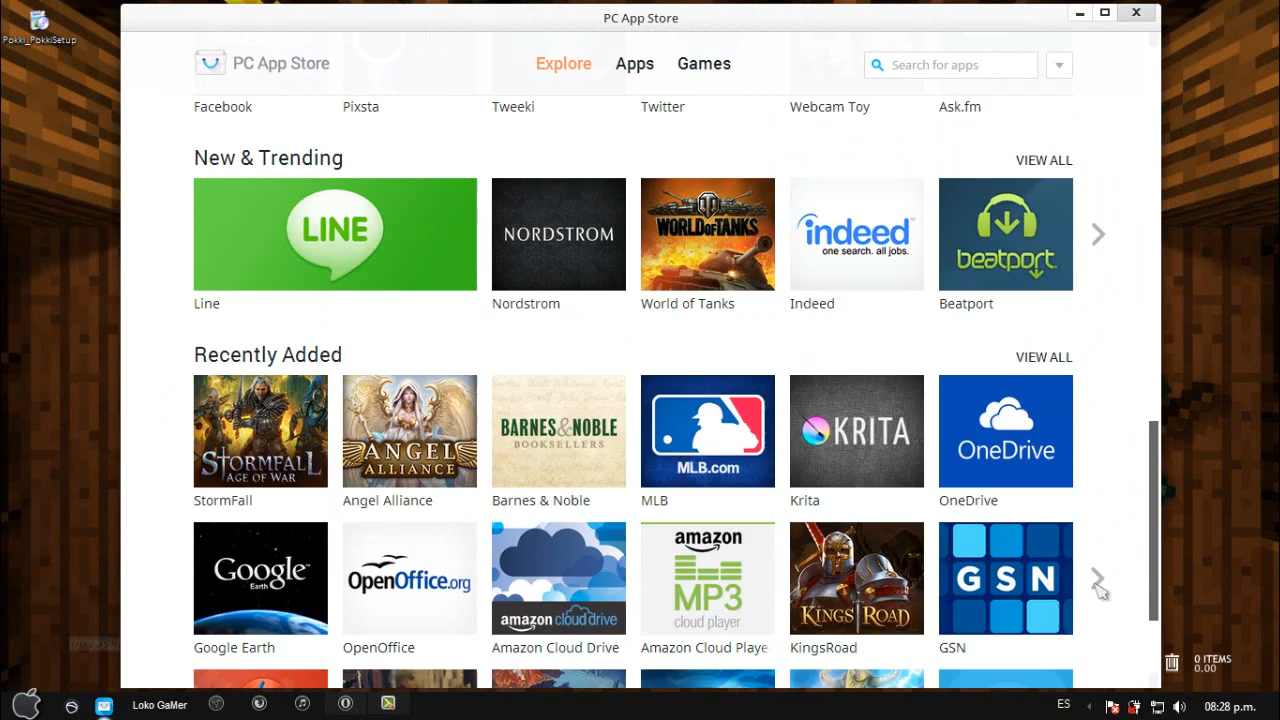 PC App Store
Pokki_PokkiSetup
PC App Store
Explore
Apps
Games
Search for apps
Facebook
Pixsta
Tweeki
Twitter
Webcam Toy
Ask.fm
New & Trending
VIEW ALL
LINE
NORDSTROM
WORLD OF TANKS
indeed
one search. all jobs.
beatport
Line
Nordstrom
World of Tanks
Indeed
Beatport
Recently Added
VIEW ALL
STORMFALL
AGE OF WAR
ANGEL
ALLIANCE
BARNES & NOBLE
BOOKSELLERS
MLB.com
KRITA
OneDrive
StormFall
Angel Alliance
Barnes & Noble
MLB
Krita
OneDrive
Google
Earth
OpenOffice.org
amazon cloud drive
amazon
MP3
cloud player
KINGSROAD
GSN
Google Earth
OpenOffice
Amazon Cloud Drive
Amazon Cloud Playe
KingsRoad
GSN
0 ITEMS
0.00
Loko GaMer
ES
08:28 p.m.